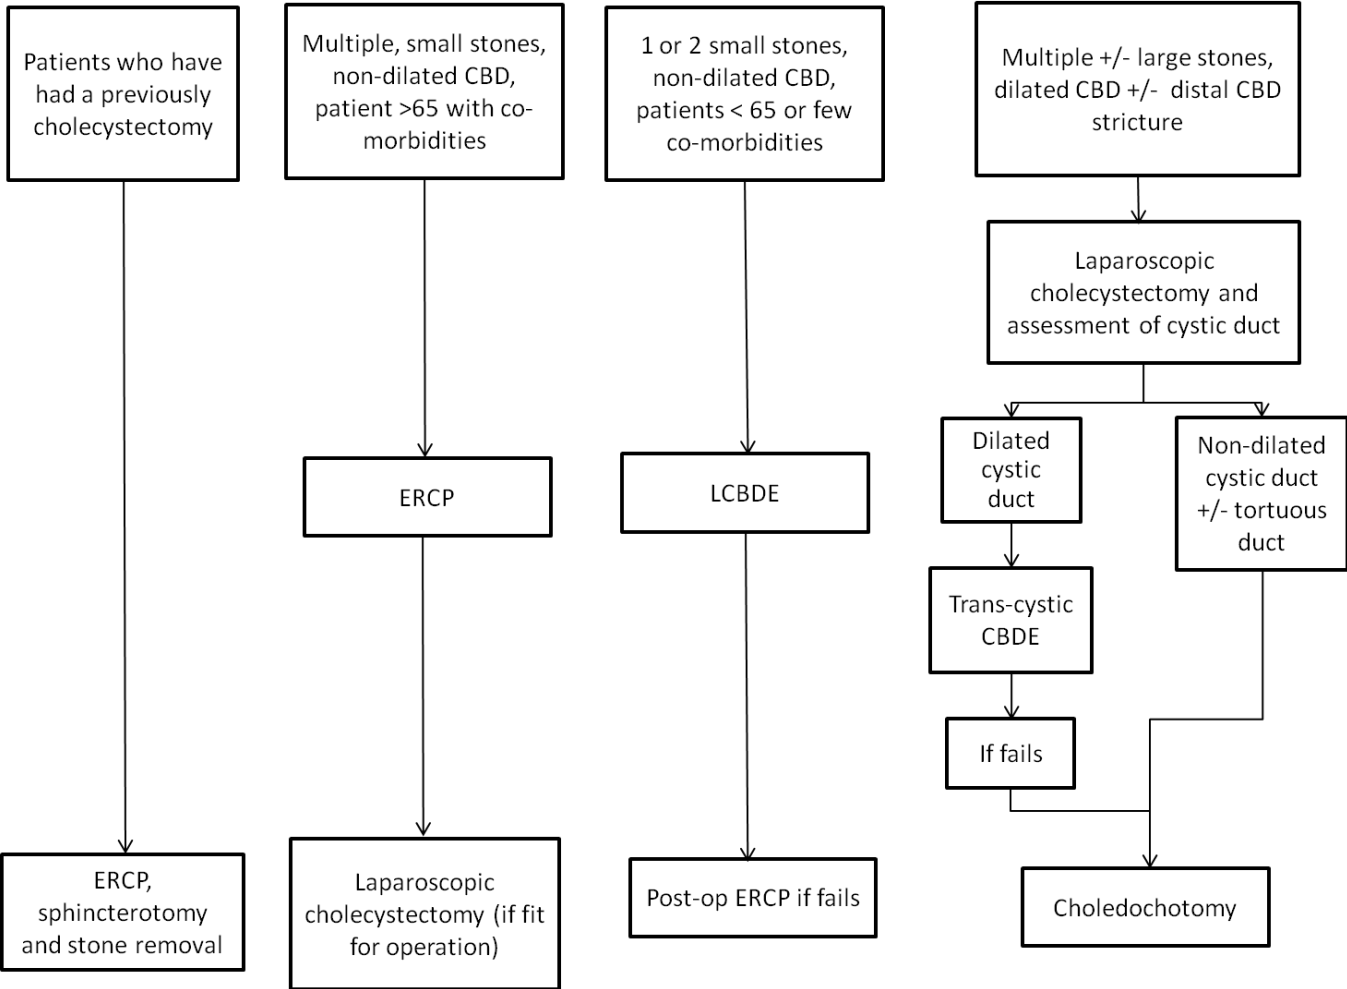 Patients who have
had a previously
cholecystectomy
Multiple, small stones,
non-dilated CBD,
patient >65 with co-
morbidities
1 or 2 small stones,
non-dilated CBD,
patients < 65 or few
co-morbidities
Multiple +/- large stones,
dilated CBD +/- distal CBD
stricture
Laparoscopic
cholecystectomy and
assessment of cystic duct
Dilated
cystic
duct
Non-dilated
cystic duct
+/- tortuous
duct
ERCP
LCBDE
Trans-cystic
CBDE
If fails
ERCP,
sphincterotomy
and stone removal
Laparoscopic
cholecystectomy (if fit
for operation)
Post-op ERCP if fails
Choledochotomy